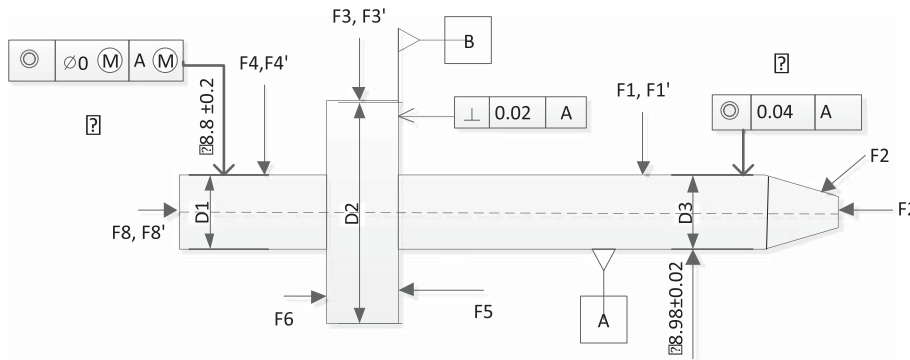 F3, F3'
B
◎ ⌀0 Ⓜ A Ⓜ
F4,F4'
8.8 ±0.2
⊥ 0.02 A
F1, F1'
◎ 0.04 A
F2
D1
D2
D3
F8, F8'
F6
F5
A
8.98±0.02